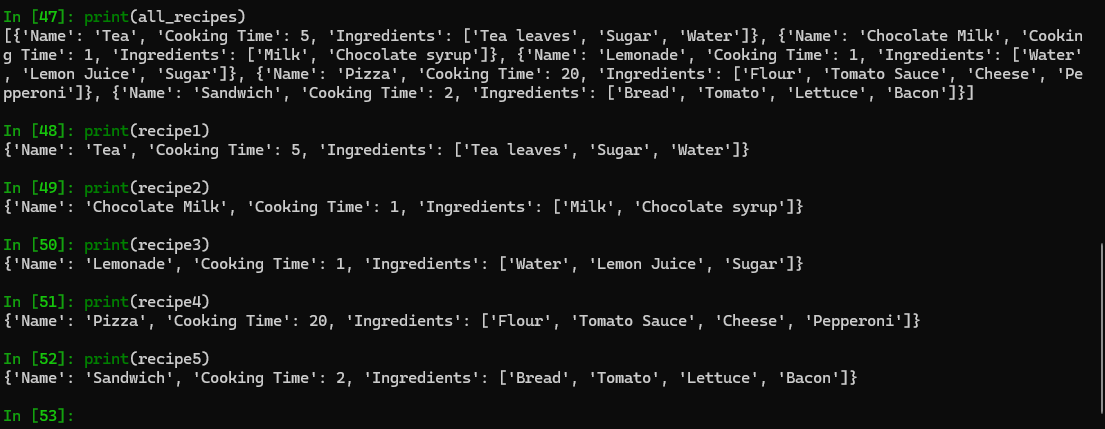 In [47]: print(all_recipes)
[{'Name': 'Tea', 'Cooking Time': 5, 'Ingredients': ['Tea leaves', 'Sugar', 'Water']}, {'Name': 'Chocolate Milk', 'Cookin
g Time': 1, 'Ingredients': ['Milk', 'Chocolate syrup']}, {'Name': 'Lemonade', 'Cooking Time': 1, 'Ingredients': ['Water'
, 'Lemon Juice', 'Sugar']}, {'Name': 'Pizza', 'Cooking Time': 20, 'Ingredients': ['Flour', 'Tomato Sauce', 'Cheese', 'Pe
pperoni']}, {'Name': 'Sandwich', 'Cooking Time': 2, 'Ingredients': ['Bread', 'Tomato', 'Lettuce', 'Bacon']}]
In [48]: print(recipe1)
{'Name': 'Tea', 'Cooking Time': 5, 'Ingredients': ['Tea leaves', 'Sugar', 'Water']}
In [49]: print(recipe2)
{'Name': 'Chocolate Milk', 'Cooking Time': 1, 'Ingredients': ['Milk', 'Chocolate syrup']}
In [50]: print(recipe3)
{'Name': 'Lemonade', 'Cooking Time': 1, 'Ingredients': ['Water', 'Lemon Juice', 'Sugar']}
In [51]: print(recipe4)
{'Name': 'Pizza', 'Cooking Time': 20, 'Ingredients': ['Flour', 'Tomato Sauce', 'Cheese', 'Pepperoni']}
In [52]: print(recipe5)
{'Name': 'Sandwich', 'Cooking Time': 2, 'Ingredients': ['Bread', 'Tomato', 'Lettuce', 'Bacon']}
In [53]: